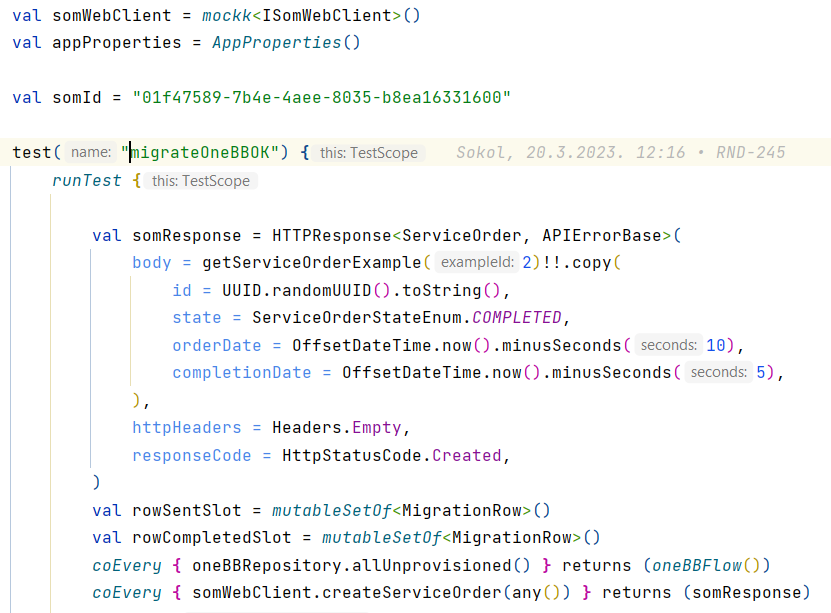 val somWebClient = mockk<ISomWebClient>()
val appProperties = AppProperties()
val somId = "01f47589-7b4e-4aee-8035-b8ea16331600"
test( name: "migrateOneBBOK") { this: TestScope Sokol, 20.3.2023. 12:16 • RND-245
runTest { this: TestScope
val somResponse = HTTPResponse<ServiceOrder, APIErrorBase>(
body = getServiceOrderExample( exampleId: 2)!!.copy(
id = UUID.randomUUID().toString(),
state = ServiceOrderStateEnum.COMPLETED,
orderDate = OffsetDateTime.now().minusSeconds( seconds: 10),
completionDate = OffsetDateTime.now().minusSeconds( seconds: 5),
),
httpHeaders = Headers.Empty,
responseCode = HttpStatusCode.Created,
)
val rowSentSlot = mutableSetOf<MigrationRow>()
val rowCompletedSlot = mutableSetOf<MigrationRow>()
coEvery { oneBBRepository.allUnprovisioned() } returns (oneBBFlow())
coEvery { somWebClient.createServiceOrder(any()) } returns (somResponse)